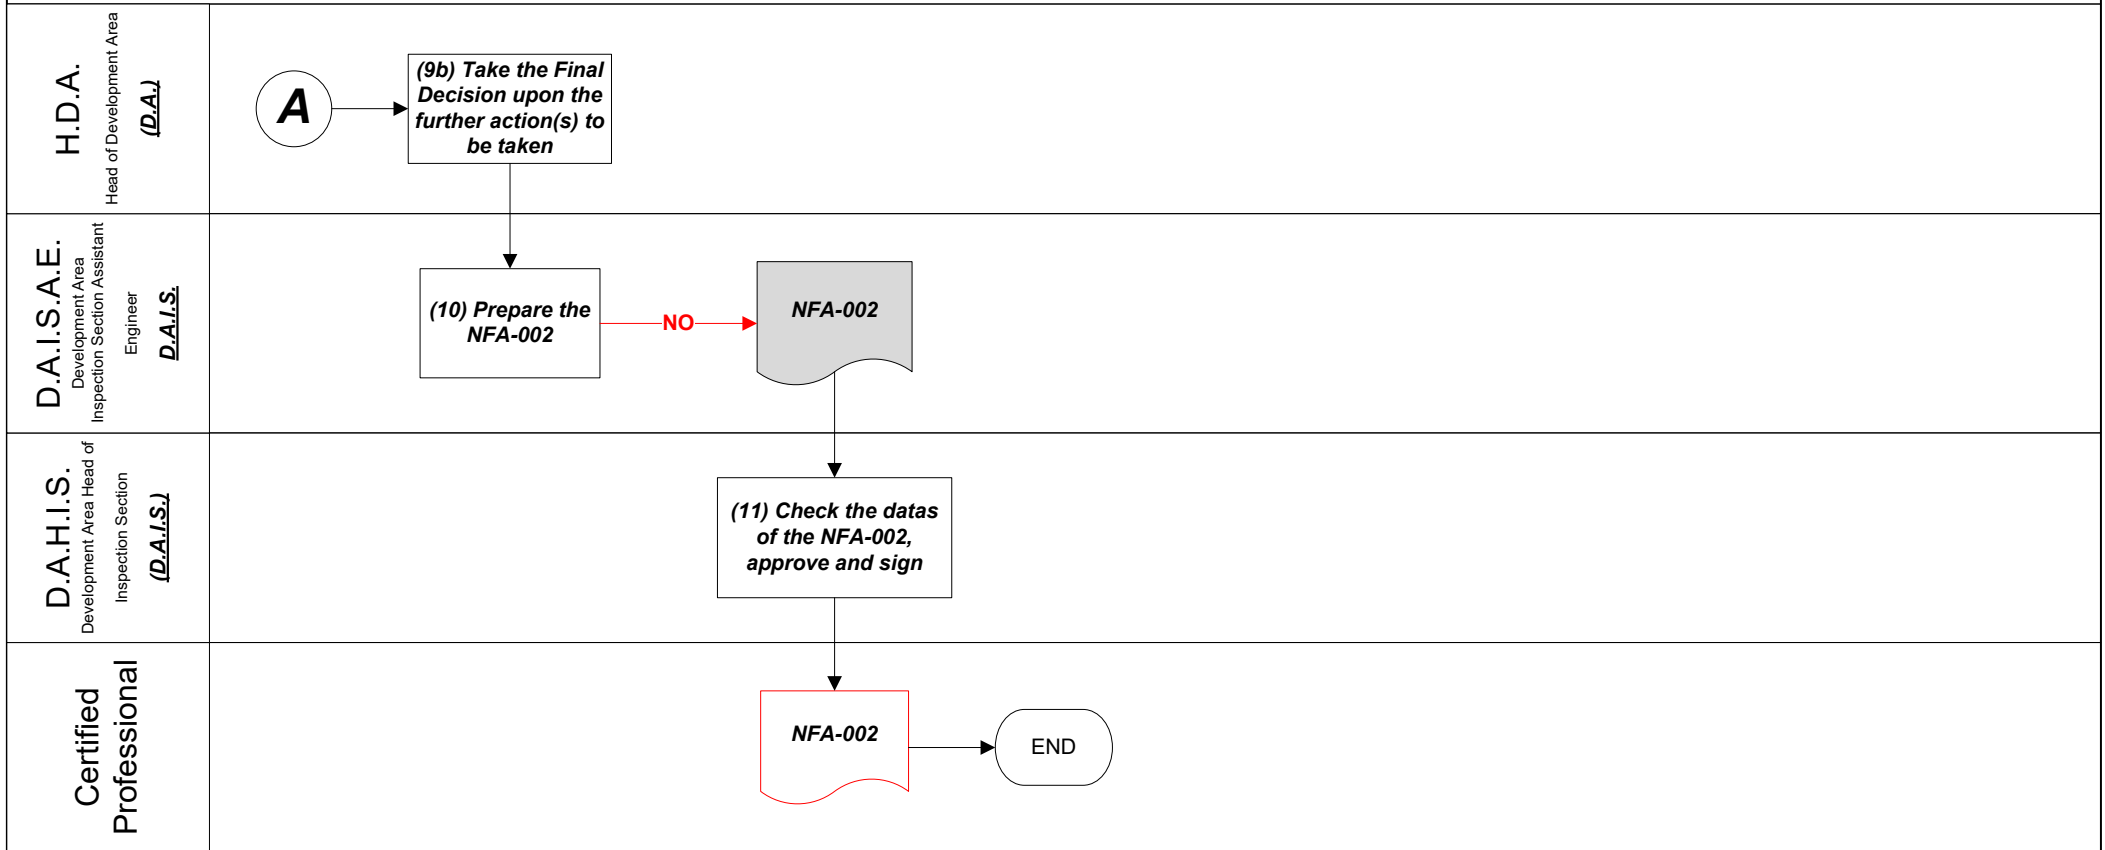 H.D.A.
Head of Development Area
(D.A.)
A
(9b) Take the Final
Decision upon the
further action(s) to
be taken
D.A.I.S.A.E.
Development Area
Inspection Section Assistant
Engineer
D.A.I.S.
(10) Prepare the
NFA-002
NO
NFA-002
D.A.H.I.S.
Development Area Head of
Inspection Section
(D.A.I.S.)
(11) Check the datas
of the NFA-002,
approve and sign
Certified
Professional
NFA-002
END